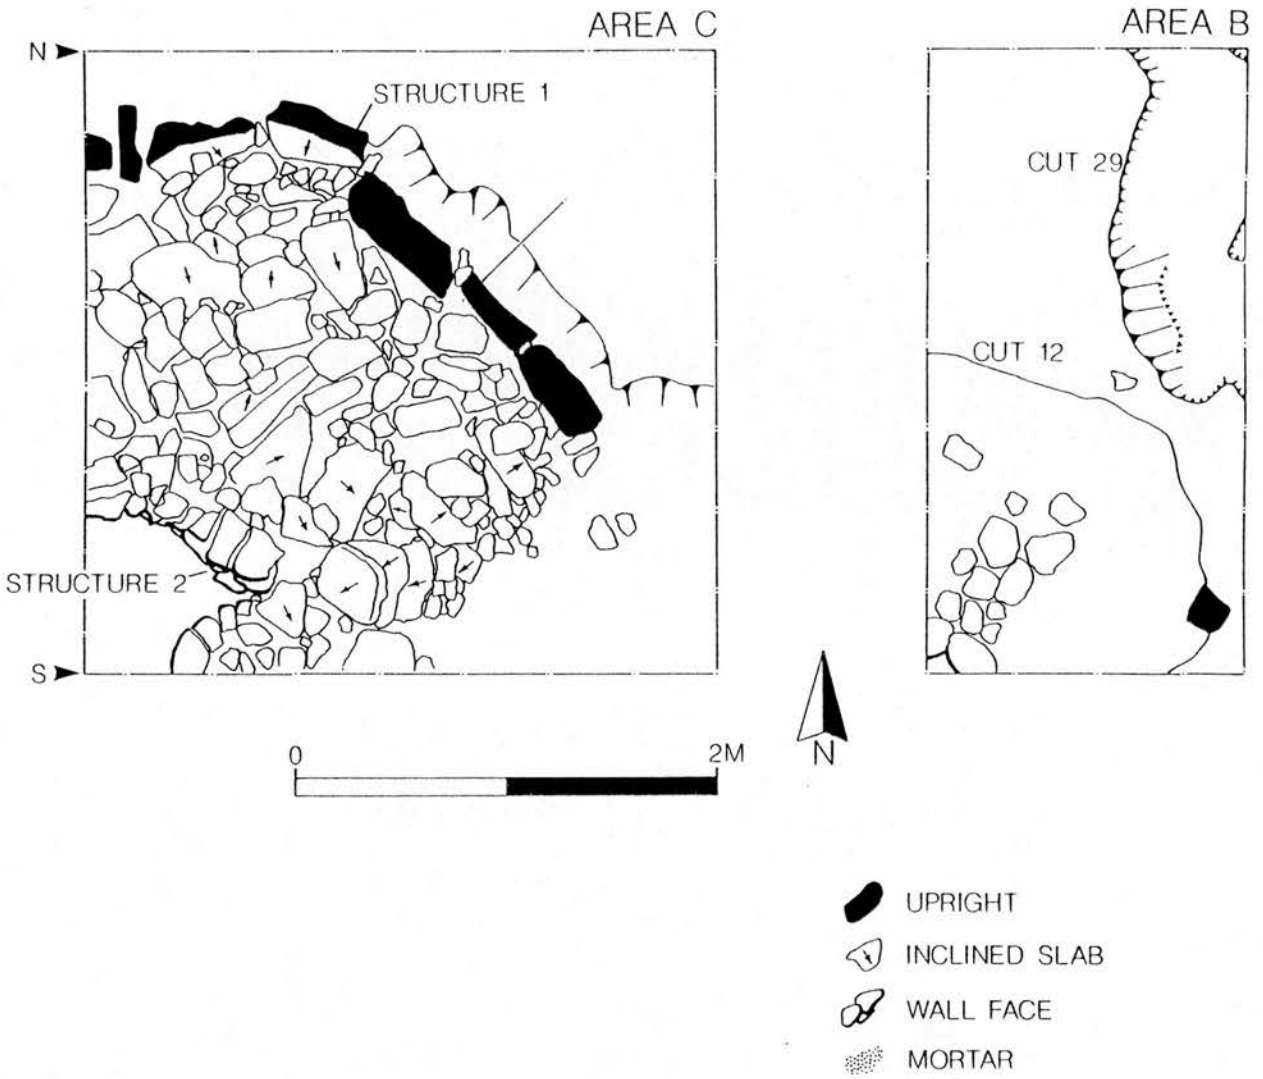 AREA C
AREA B
N
STRUCTURE 1
CUT 29
CUT 12
STRUCTURE 2
S
N
0
2M
UPRIGHT
INCLINED SLAB
WALL FACE
MORTAR